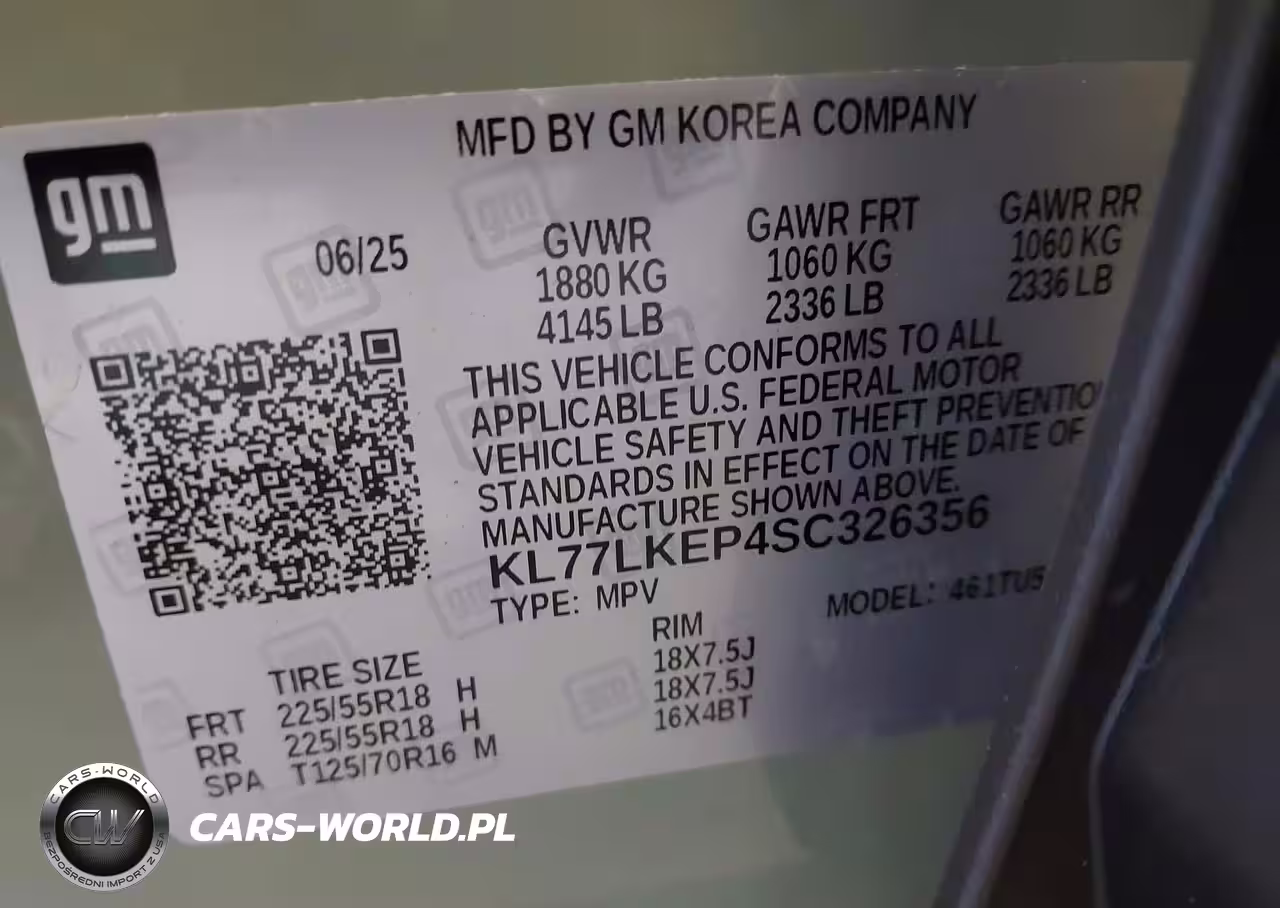 MFD BY GM KOREA COMPANY
gm
06/25
GVWR
1880 KG
4145 LB
GAWR FRT
1060 KG
2336 LB
GAWR RR
1060 KG
2336 LB
THIS VEHICLE CONFORMS TO ALL
APPLICABLE U.S. FEDERAL MOTOR
VEHICLE SAFETY AND THEFT PREVENTIO
STANDARDS IN EFFECT ON THE DATE OF
MANUFACTURE SHOWN ABOVE.
KL77LKEP4SC326356
TYPE: MPV MODEL: 461TU5
TIRE SIZE RIM
FRT 225/55R18 H 18X7.5J
RR 225/55R18 H 18X7.5J
SPA T125/70R16 M 16X4BT
CARS-WORLD
CW
BEZPOŚREDNI IMPORT Z USA
CARS-WORLD.PL